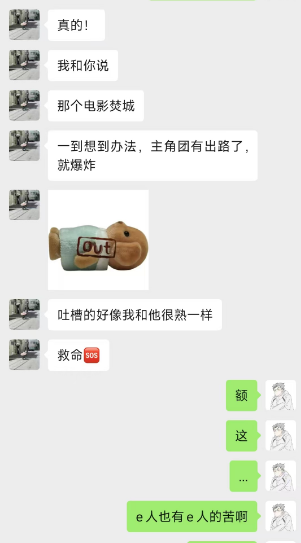 真的！
我和你说
那个电影焚城
一到想到办法，主角团有出路了，
就爆炸
out
吐槽的好像我和他很熟一样
救命🆘
额
这
...
e人也有e人的苦啊